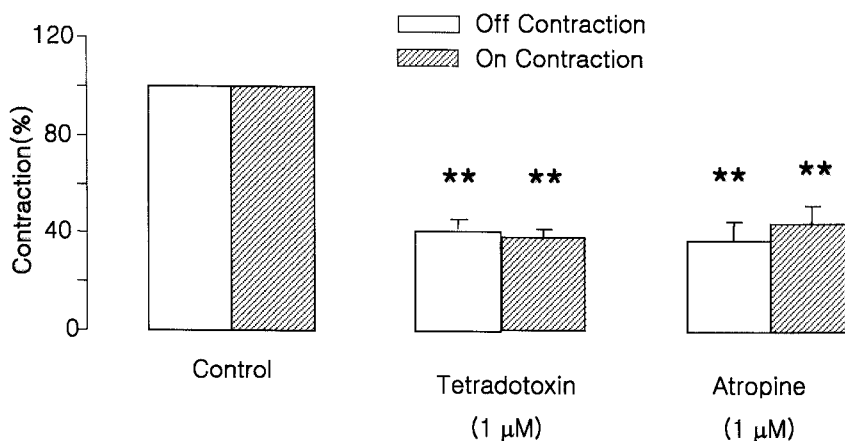 Off Contraction
On Contraction
120
80
40
0
Contraction(%)
** ** ** **
Control
Tetradotoxin
(1 μM)
Atropine
(1 μM)